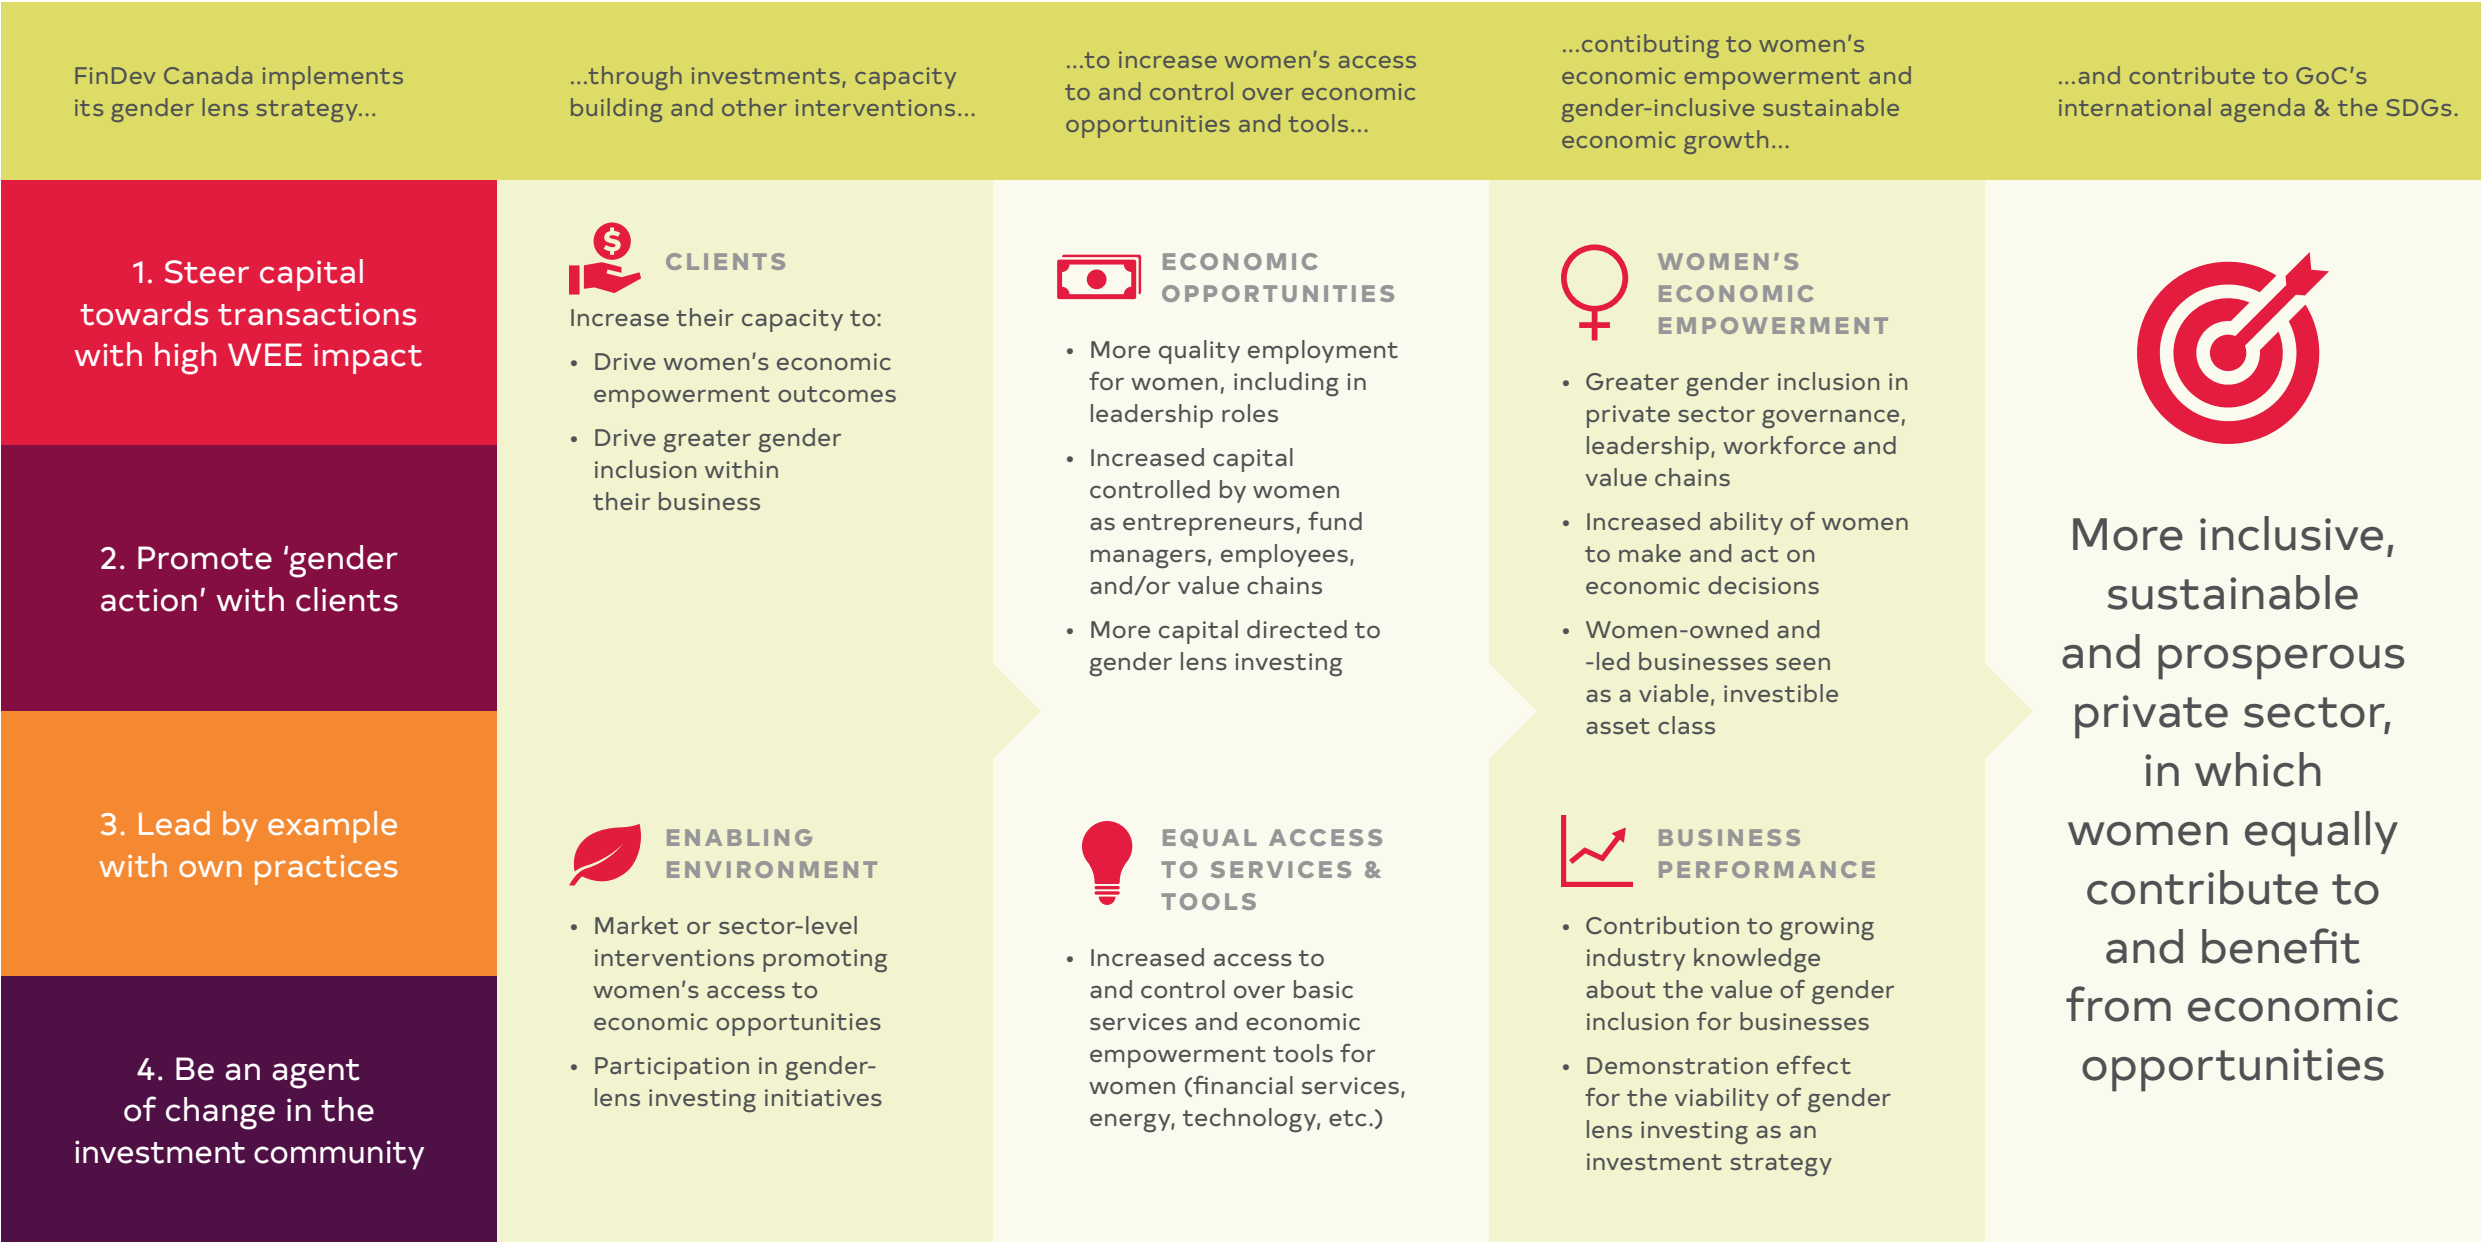 FinDev Canada implements
its gender lens strategy...
...through investments, capacity
building and other interventions...
...to increase women's access
to and control over economic
opportunities and tools...
...contibuting to women's
economic empowerment and
gender-inclusive sustainable
economic growth...
...and contribute to GoC's
international agenda & the SDGs.
1. Steer capital
towards transactions
with high WEE impact
2. Promote 'gender
action' with clients
3. Lead by example
with own practices
4. Be an agent
of change in the
investment community
$
CLIENTS
Increase their capacity to:
• Drive women's economic
empowerment outcomes
• Drive greater gender
inclusion within
their business
ENABLING
ENVIRONMENT
• Market or sector-level
interventions promoting
women's access to
economic opportunities
• Participation in gender-
lens investing initiatives
ECONOMIC
OPPORTUNITIES
• More quality employment
for women, including in
leadership roles
• Increased capital
controlled by women
as entrepreneurs, fund
managers, employees,
and/or value chains
• More capital directed to
gender lens investing
EQUAL ACCESS
TO SERVICES &
TOOLS
• Increased access to
and control over basic
services and economic
empowerment tools for
women (financial services,
energy, technology, etc.)
WOMEN'S
ECONOMIC
EMPOWERMENT
• Greater gender inclusion in
private sector governance,
leadership, workforce and
value chains
• Increased ability of women
to make and act on
economic decisions
• Women-owned and
-led businesses seen
as a viable, investible
asset class
BUSINESS
PERFORMANCE
• Contribution to growing
industry knowledge
about the value of gender
inclusion for businesses
• Demonstration effect
for the viability of gender
lens investing as an
investment strategy
More inclusive,
sustainable
and prosperous
private sector,
in which
women equally
contribute to
and benefit
from economic
opportunities